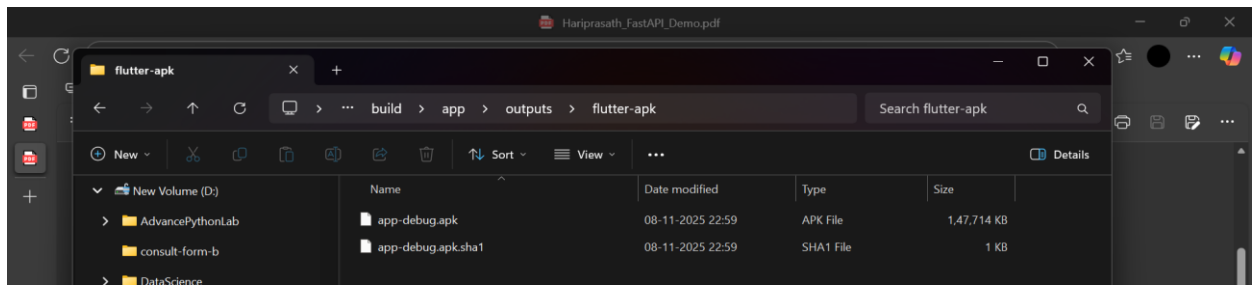 Hariprasath_FastAPI_Demo.pdf
flutter-apk
build > app > outputs > flutter-apk
Search flutter-apk
New
Sort
View
Details
New Volume (D:)
Name Date modified Type Size
AdvancePythonLab
app-debug.apk 08-11-2025 22:59 APK File 1,47,714 KB
consult-form-b
app-debug.apk.sha1 08-11-2025 22:59 SHA1 File 1 KB
DataScience